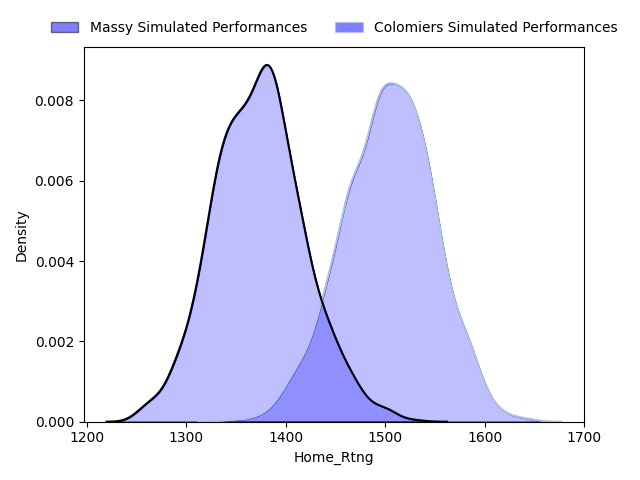 Massy Simulated Performances
Colomiers Simulated Performances
0.008
0.006
0.004
0.002
0.000
Density
1200 1300 1400 1500 1600 1700
Home_Rtng